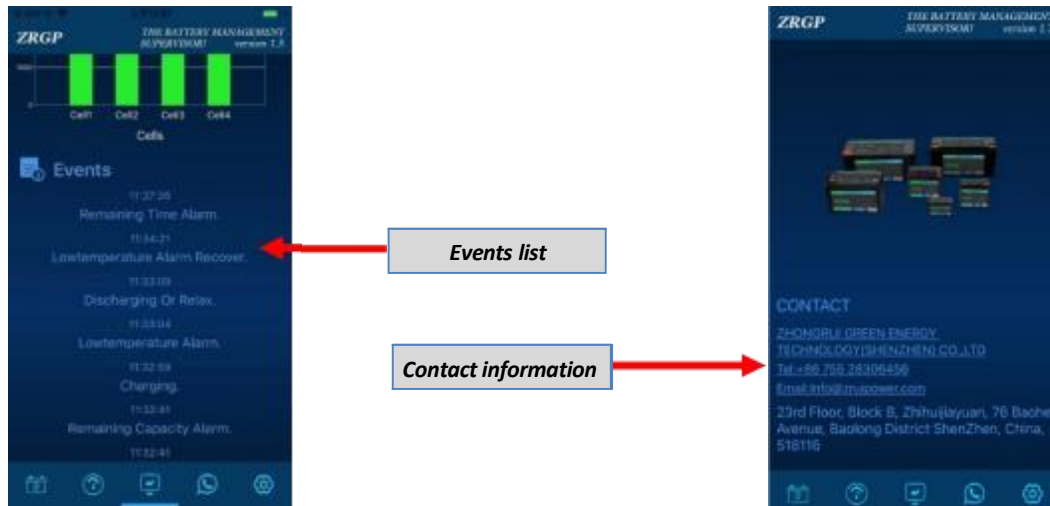 ZRGP
THE BATTERY MANAGEMENT
SUPERVISOR! version 1.3
0
Cell1 Cell2 Cell3 Cell4
Cells
Events
11:37:36
Remaining Time Alarm.
11:34:21
Lowtemperature Alarm Recover.
11:33:09
Discharging Or Relax.
11:33:04
Lowtemperature Alarm.
11:32:59
Charging.
11:32:41
Remaining Capacity Alarm.
11:32:41
Events list
Contact information
ZRGP
THE BATTERY MANAGEMENT
SUPERVISOR! version
CONTACT
ZHONGRUI GREEN ENERGY
TECHNOLOGY(SHENZHEN) CO.,LTD
Tel:+86 755 28306456
Email:Info@zruipower.com
23rd Floor, Block B, Zhihuijiayuan, 76 Baohe
Avenue, Baolong District ShenZhen, China,
518116